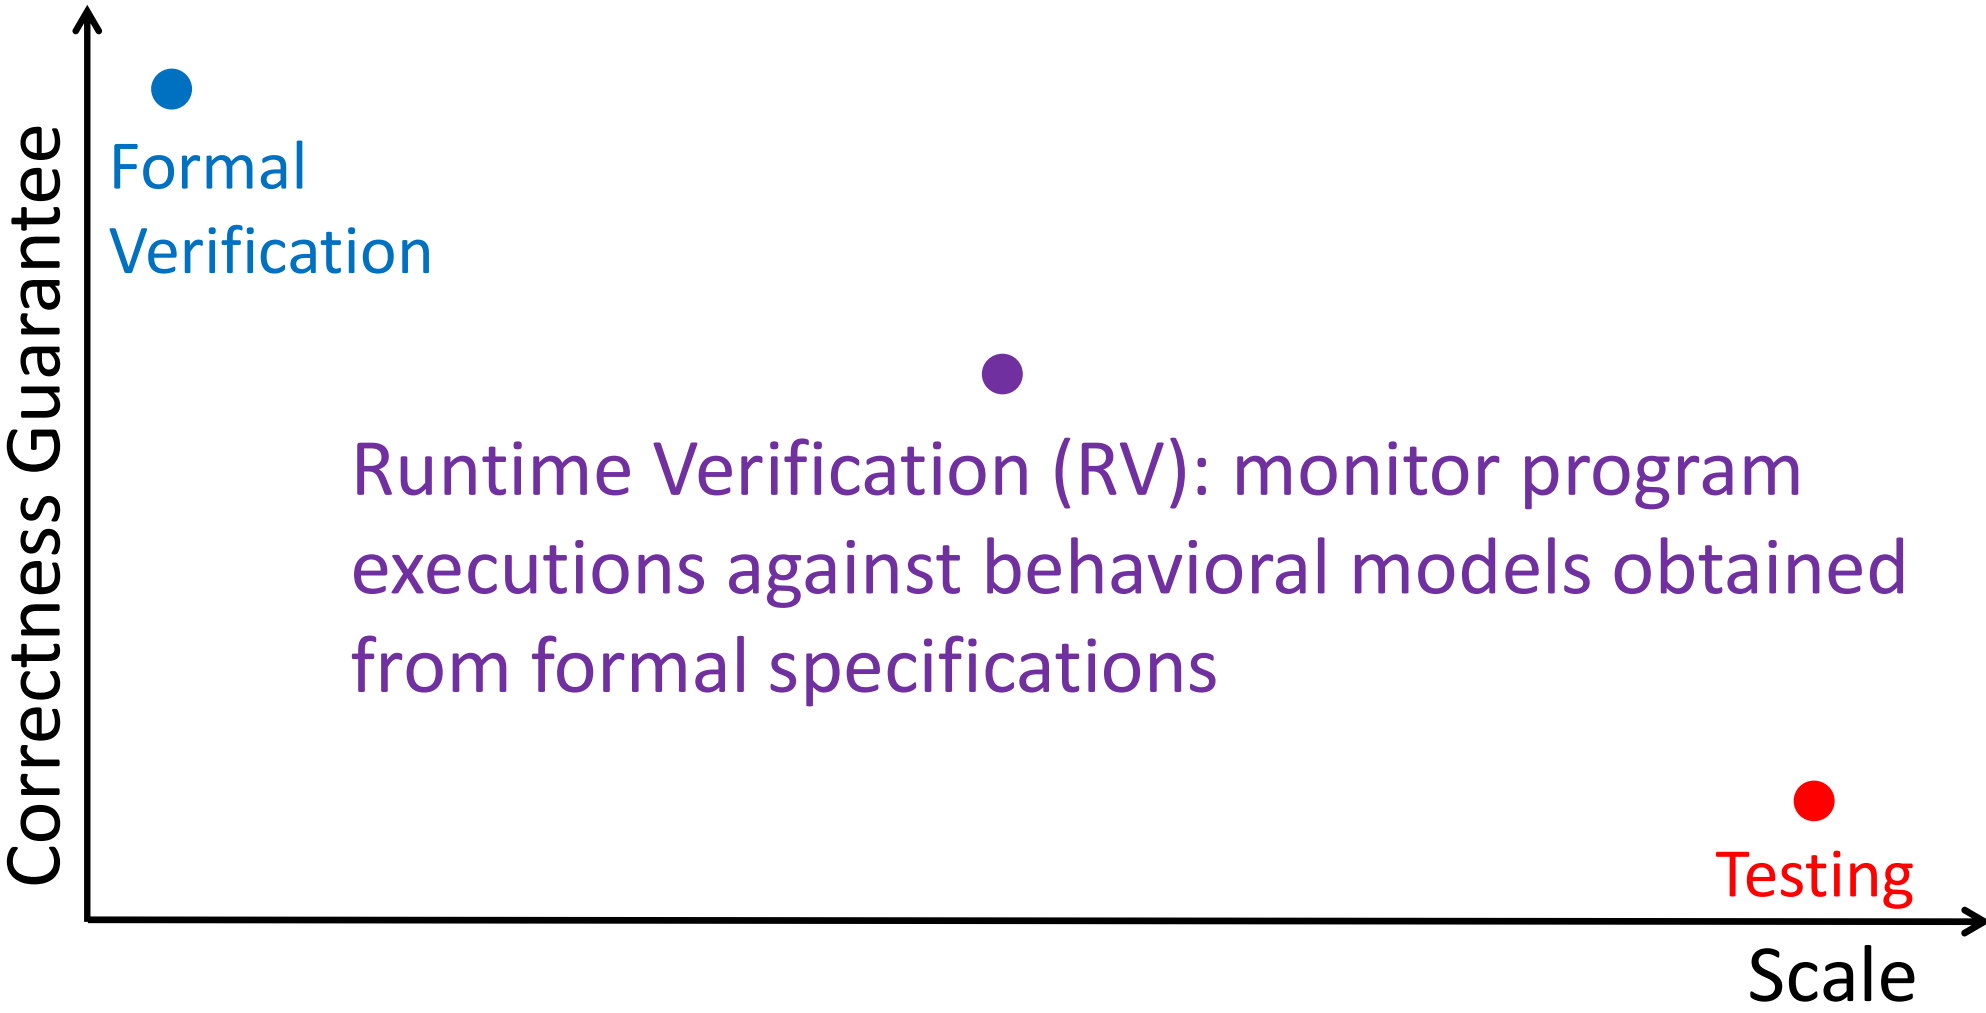 Correctness Guarantee
Formal
Verification
Runtime Verification (RV): monitor program
executions against behavioral models obtained
from formal specifications
Testing
Scale